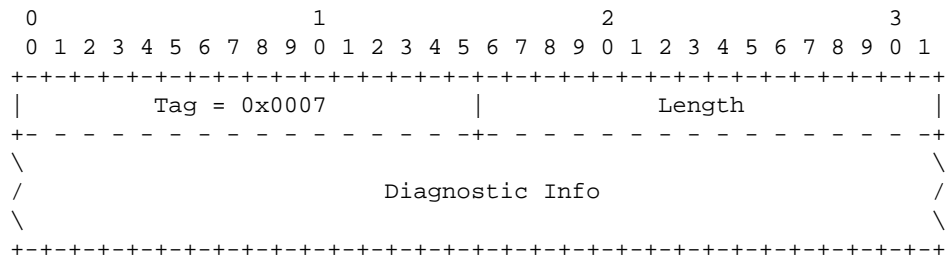 0                   1                   2                   3
 0 1 2 3 4 5 6 7 8 9 0 1 2 3 4 5 6 7 8 9 0 1 2 3 4 5 6 7 8 9 0 1
+-+-+-+-+-+-+-+-+-+-+-+-+-+-+-+-+-+-+-+-+-+-+-+-+-+-+-+-+-+-+-+-+
|         Tag = 0x0007          |            Length             |
+- - - - - - - - - - - - - - - -+- - - - - - - - - - - - - - - -+
\                                                               \
/                         Diagnostic Info                       /
\                                                               \
+-+-+-+-+-+-+-+-+-+-+-+-+-+-+-+-+-+-+-+-+-+-+-+-+-+-+-+-+-+-+-+-+